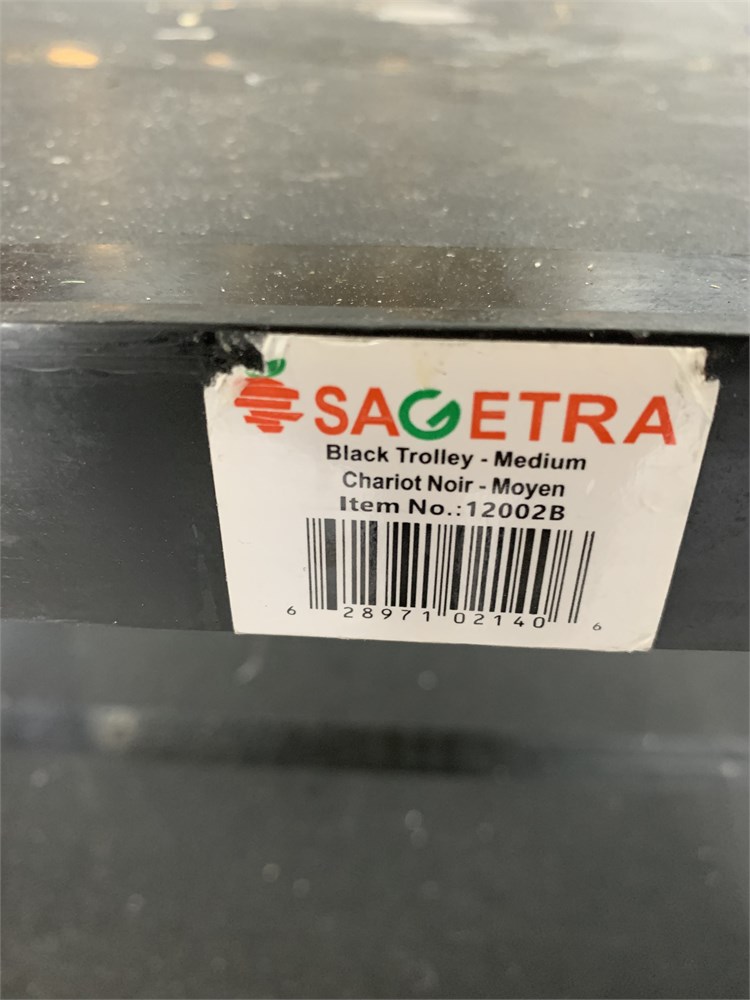 SAGETRA
Black Trolley - Medium
Chariot Noir - Moyen
Item No.:12002B
6 28971 02140 6